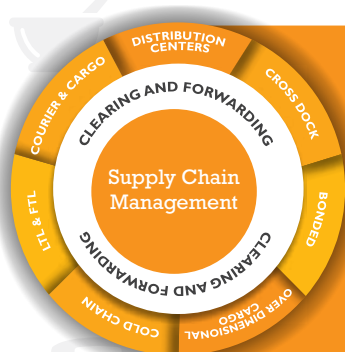 DISTRIBUTION
CENTERS
CROSS DOCK
BONDED
OVER DIMENSIONAL
CARGO
COLD CHAIN
LTL & FTL
COURIER & CARGO
CLEARING AND FORWARDING
CLEARING AND FORWARDING
Supply Chain
Management